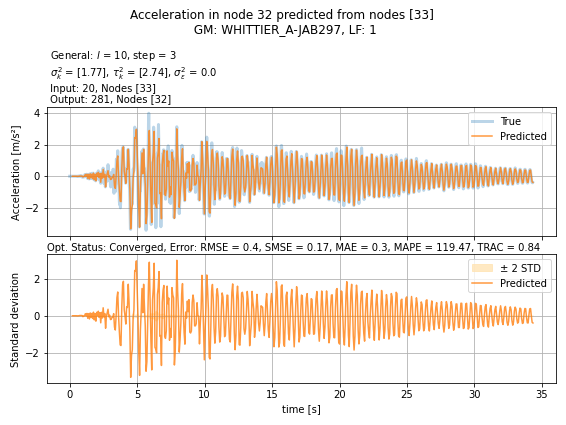 Acceleration in node 32 predicted from nodes [33]
GM: WHITTIER_A-JAB297, LF: 1
General: l = 10, step = 3
σ²ₖ = [1.77], τ²ₖ = [2.74], σ²ε = 0.0
Input: 20, Nodes [33]
Output: 281, Nodes [32]
4
2
0
−2
Acceleration [m/s²]
True
Predicted
Opt. Status: Converged, Error: RMSE = 0.4, SMSE = 0.17, MAE = 0.3, MAPE = 119.47, TRAC = 0.84
2
0
−2
Standard deviation
± 2 STD
Predicted
0 5 10 15 20 25 30 35
time [s]